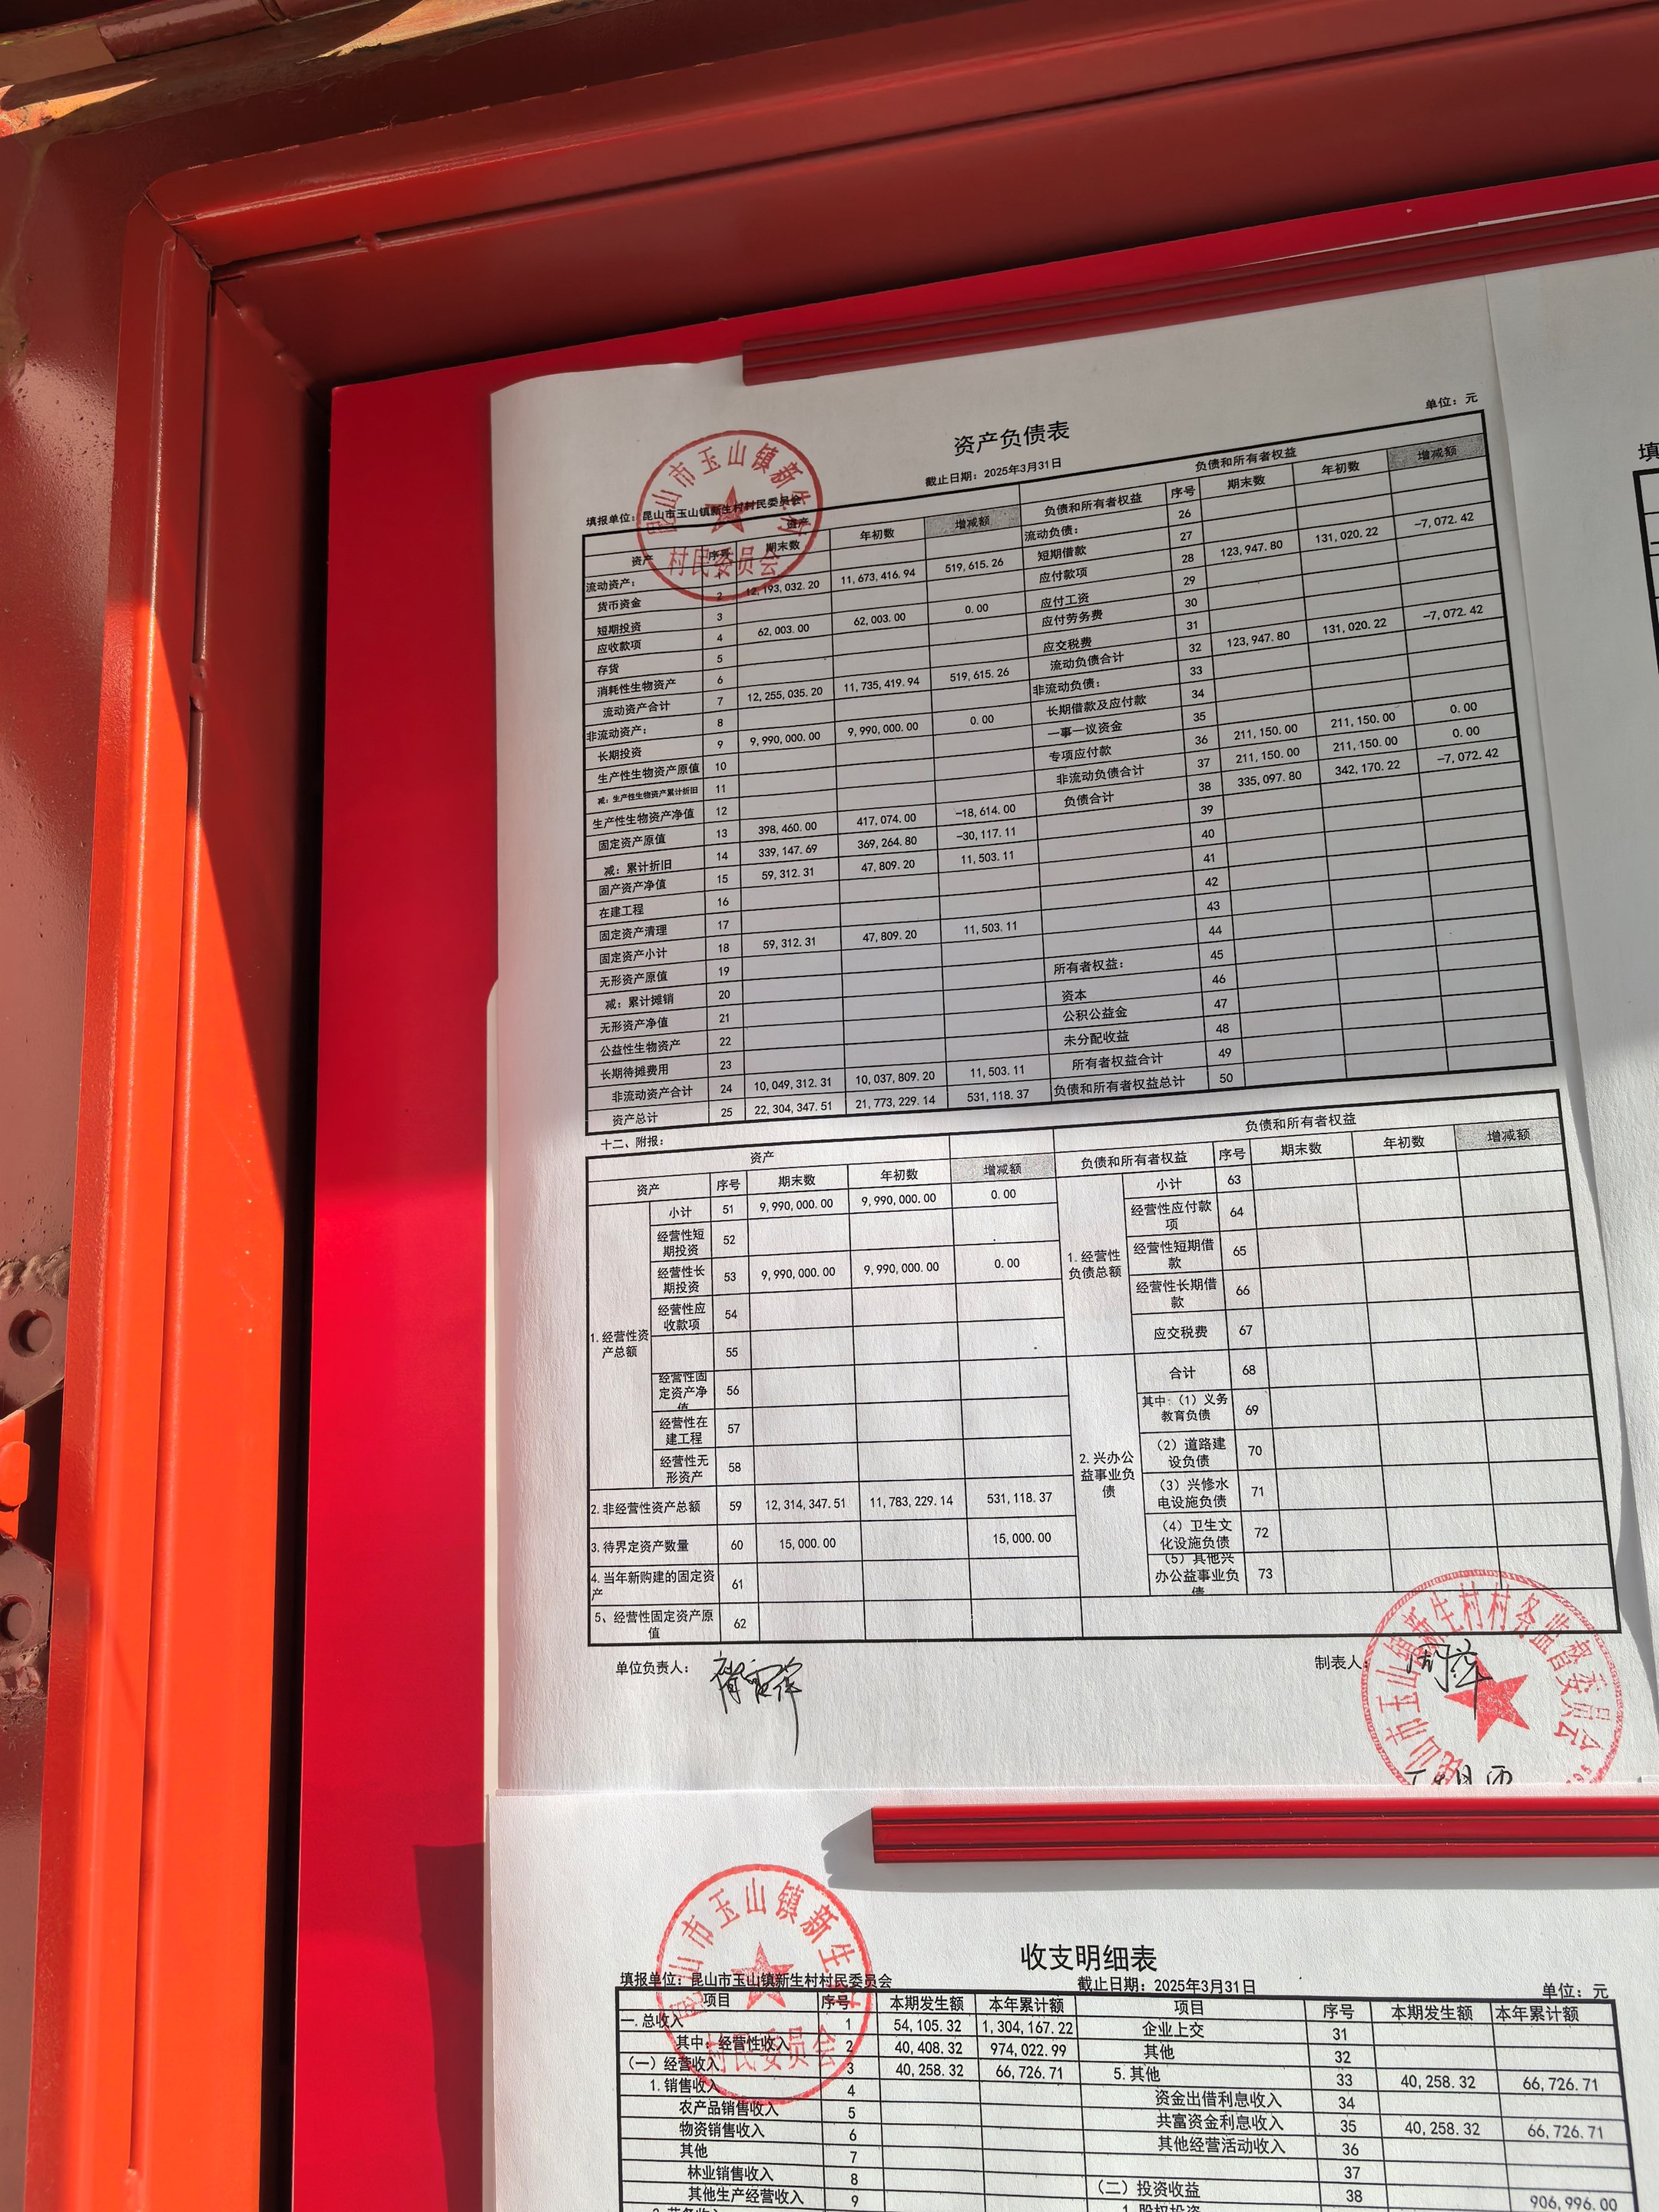 资产负债表
单位：元
截止日期：2025年3月31日
填报单位：昆山市玉山镇新生村村民委员会
资产 负债和所有者权益
资产 序号 期末数 年初数 增减额 负债和所有者权益 序号 期末数 年初数 增减额
流动资产： 1 流动负债： 26
货币资金 2 12,193,032.20 11,673,416.94 519,615.26 短期借款 27
短期投资 3 应付款项 28 123,947.80 131,020.22 -7,072.42
应收款项 4 62,003.00 62,003.00 0.00 应付工资 29
存货 5 应付劳务费 30
消耗性生物资产 6 应交税费 31
流动资产合计 7 12,255,035.20 11,735,419.94 519,615.26 流动负债合计 32 123,947.80 131,020.22 -7,072.42
非流动资产： 8 非流动负债： 33
长期投资 9 9,990,000.00 9,990,000.00 0.00 长期借款及应付款 34
生产性生物资产原值 10 一事一议资金 35
减：生产性生物资产累计折旧 11 专项应付款 36 211,150.00 211,150.00 0.00
生产性生物资产净值 12 非流动负债合计 37 211,150.00 211,150.00 0.00
固定资产原值 13 398,460.00 417,074.00 -18,614.00 负债合计 38 335,097.80 342,170.22 -7,072.42
减：累计折旧 14 339,147.69 369,264.80 -30,117.11 39
固产资产净值 15 59,312.31 47,809.20 11,503.11 40
在建工程 16 41
固定资产清理 17 42
固定资产小计 18 59,312.31 47,809.20 11,503.11 43
无形资产原值 19 44
减：累计摊销 20 所有者权益： 45
无形资产净值 21 资本 46
公益性生物资产 22 公积公益金 47
长期待摊费用 23 未分配收益 48
非流动资产合计 24 10,049,312.31 10,037,809.20 11,503.11 所有者权益合计 49
资产总计 25 22,304,347.51 21,773,229.14 531,118.37 负债和所有者权益总计 50
十二、附报：
资产 负债和所有者权益
资产 序号 期末数 年初数 增减额 负债和所有者权益 序号 期末数 年初数 增减额
1.经营性资产总额 小计 51 9,990,000.00 9,990,000.00 0.00 1.经营性负债总额 小计 63
经营性短期投资 52 经营性应付款项 64
经营性长期投资 53 9,990,000.00 9,990,000.00 0.00 经营性短期借款 65
经营性应收款项 54 经营性长期借款 66
55 应交税费 67
经营性固定资产净值 56 2.兴办公益事业负债 合计 68
经营性在建工程 57 其中：（1）义务教育负债 69
经营性无形资产 58 （2）道路建设负债 70
2.非经营性资产总额 59 12,314,347.51 11,783,229.14 531,118.37 （3）兴修水电设施负债 71
3.待界定资产数量 60 15,000.00 15,000.00 （4）卫生文化设施负债 72
4.当年新购建的固定资产 61 （5）其他兴办公益事业负债 73
5、经营性固定资产原值 62
单位负责人： 制表人：
昆山市玉山镇新生村
村民委员会
昆山市玉山镇新生村村务监督委员会
收支明细表
填报单位：昆山市玉山镇新生村村民委员会 截止日期：2025年3月31日 单位：元
项目 序号 本期发生额 本年累计额 项目 序号 本期发生额 本年累计额
一.总收入 1 54,105.32 1,304,167.22 企业上交 31
其中：经营性收入 2 40,408.32 974,022.99 其他 32
（一）经营收入 3 40,258.32 66,726.71 5.其他 33 40,258.32 66,726.71
1.销售收入 4 资金出借利息收入 34
农产品销售收入 5 共富资金利息收入 35 40,258.32 66,726.71
物资销售收入 6 其他经营活动收入 36
其他 7 37
林业销售收入 8 （二）投资收益 38 906,996.00
其他生产经营收入 9 1.股权投资
昆山市玉山镇新生村
村民委员会
填